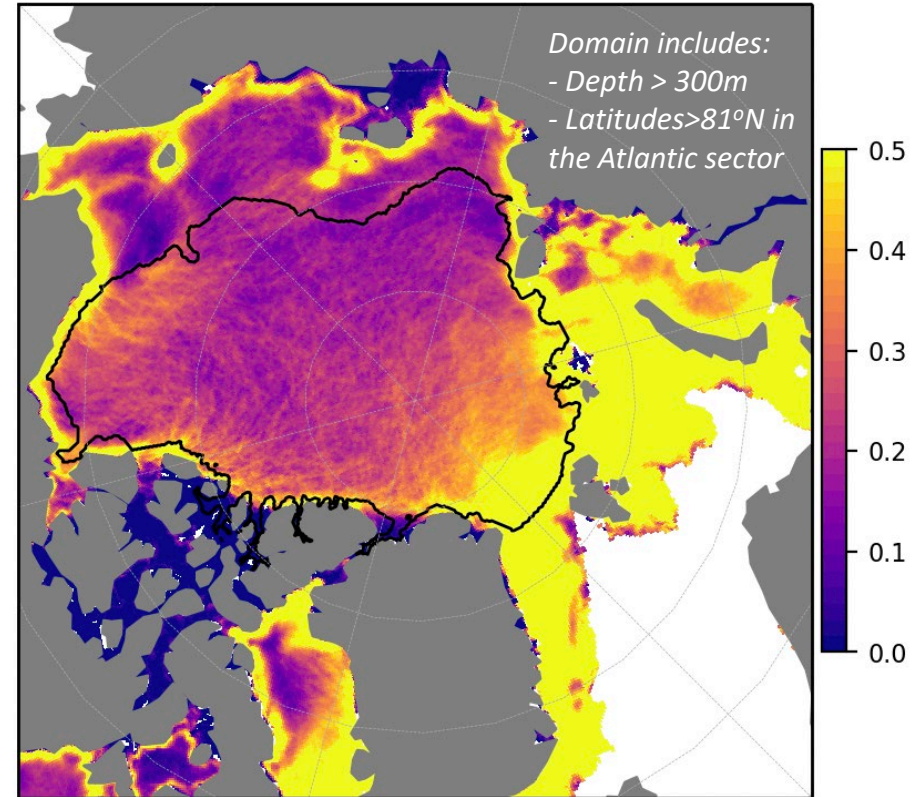 Domain includes:
- Depth > 300m
- Latitudes>81ºN in
the Atlantic sector
0.5
0.4
0.3
0.2
0.1
0.0